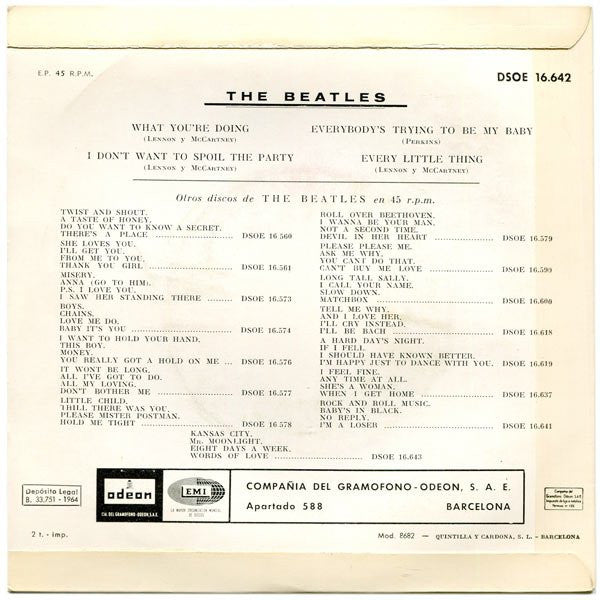 E.P. 45 R.P.M.
DSOE 16.642
THE BEATLES
WHAT YOU'RE DOING
(Lennon y McCartney)
EVERYBODY'S TRYING TO BE MY BABY
(Perkins)
I DON'T WANT TO SPOIL THE PARTY
(Lennon y McCartney)
EVERY LITTLE THING
(Lennon y McCartney)
Otros discos de THE BEATLES en 45 r.p.m.
TWIST AND SHOUT.
A TASTE OF HONEY.
DO YOU WANT TO KNOW A SECRET.
THERE'S A PLACE .................... DSOE 16.560
SHE LOVES YOU.
I'LL GET YOU.
FROM ME TO YOU,
THANK YOU GIRL .................... DSOE 16.561
MISERY.
ANNA (GO TO HIM).
P.S. I LOVE YOU.
I SAW HER STANDING THERE ........ DSOE 16.573
BOYS.
CHAINS.
LOVE ME DO.
BABY IT'S YOU .................... DSOE 16.574
I WANT TO HOLD YOUR HAND.
THIS BOY.
MONEY.
YOU REALLY GOT A HOLD ON ME ... DSOE 16.576
IT WONT BE LONG.
ALL I'VE GOT TO DO.
ALL MY LOVING.
DON'T BOTHER ME .................... DSOE 16.577
LITTLE CHILD.
THILL THERE WAS YOU.
PLEASE MISTER POSTMAN.
HOLD ME TIGHT .................... DSOE 16.578
ROLL OVER BEETHOVEN.
I WANNA BE YOUR MAN.
NOT A SECOND TIME.
DEVIL IN HER HEART .................... DSOE 16.579
PLEASE PLEASE ME.
ASK ME WHY.
YOU CAN'T DO THAT.
CAN'T BUY ME LOVE .................... DSOE 16.590
LONG TALL SALLY.
I CALL YOUR NAME.
SLOW DOWN.
MATCHBOX .................... DSOE 16.600
TELL ME WHY.
AND I LOVE HER.
I'LL CRY INSTEAD.
I'LL BE BACH .................... DSOE 16.618
A HARD DAY'S NIGHT.
IF I FELL.
I SHOULD HAVE KNOWN BETTER.
I'M HAPPY JUST TO DANCE WITH YOU. DSOE 16.619
I FEEL FINE.
ANY TIME AT ALL.
SHE'S A WOMAN.
WHEN I GET HOME .................... DSOE 16.637
ROCK AND ROLL MUSIC.
BABY'S IN BLACK.
NO REPLY.
I'M A LOSER .................... DSOE 16.641
KANSAS CITY.
MR. MOONLIGHT.
EIGHT DAYS A WEEK.
WORDS OF LOVE .................... DSOE 16.643
Depósito Legal
B. 33.751 - 1964
odeon
CIA. DEL GRAMOFONO-ODEON, S.A.E.
EMI
LA MAYOR ORGANIZACION MUNDIAL
DE DISCOS
COMPAÑIA DEL GRAMOFONO-ODEON, S. A. E.
Apartado 588
BARCELONA
Compañía del
Gramófono Odeon, S.A.E.
2 t. - imp.
Mod. 8682 — QUINTILLA Y CARDONA, S. L. - BARCELONA